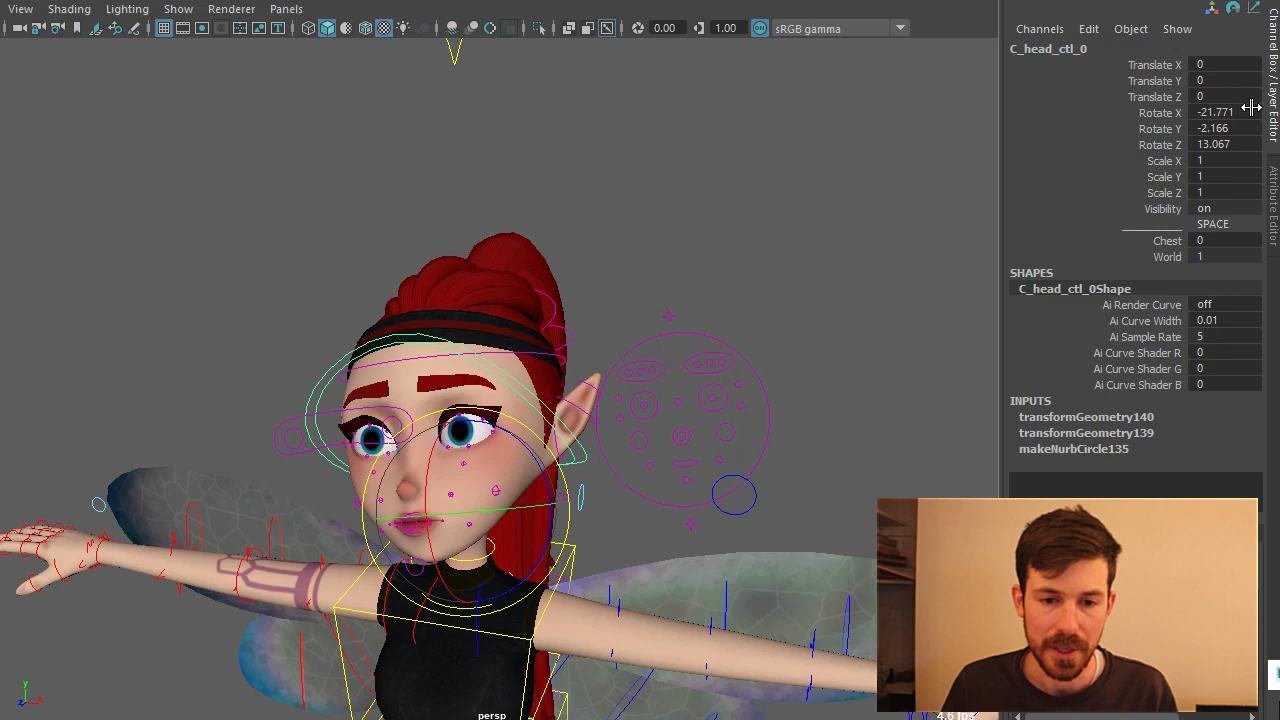 View Shading Lighting Show Renderer Panels
0.00 1.00 sRGB gamma
Channels Edit Object Show
C_head_ctl_0
Translate X 0
Translate Y 0
Translate Z 0
Rotate X -21.771
Rotate Y -2.166
Rotate Z 13.067
Scale X 1
Scale Y 1
Scale Z 1
Visibility on
SPACE
Chest 0
World 1
SHAPES
C_head_ctl_0Shape
Ai Render Curve off
Ai Curve Width 0.01
Ai Sample Rate 5
Ai Curve Shader R 0
Ai Curve Shader G 0
Ai Curve Shader B 0
INPUTS
transformGeometry140
transformGeometry139
makeNurbCircle135
Channel Box / Layer Editor
Attribute Editor
persp
4.6 fps
y
z x